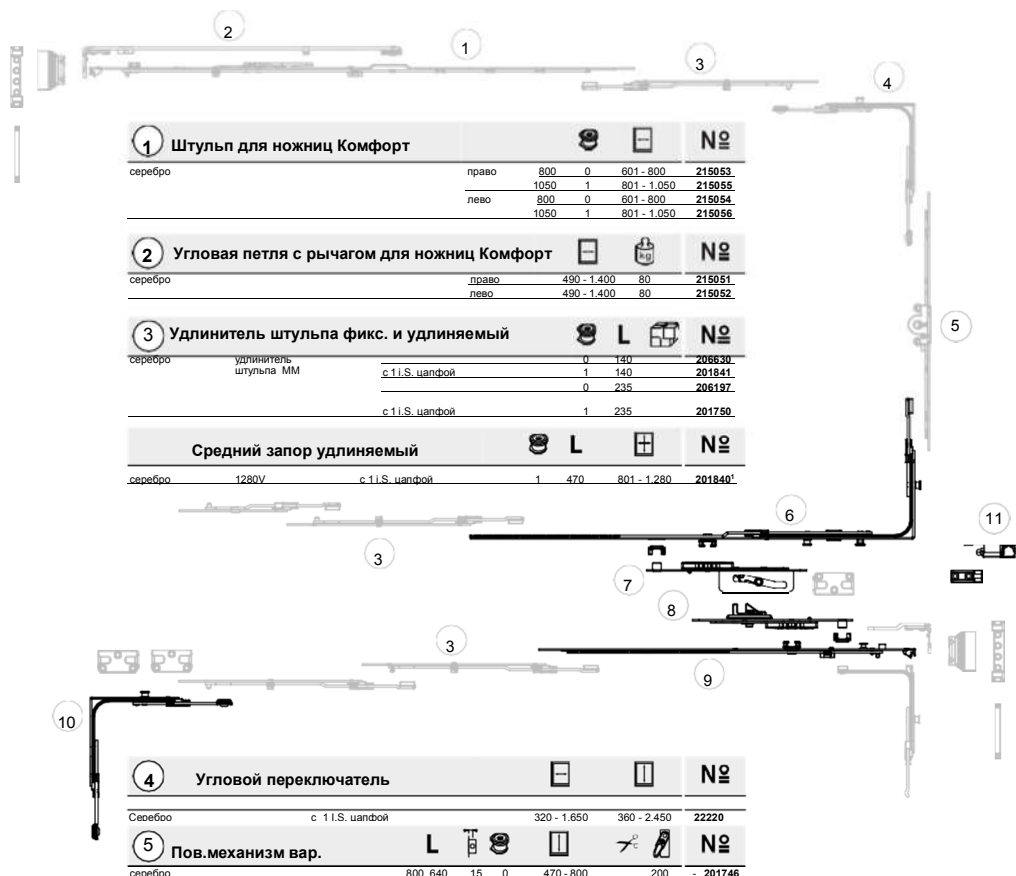 2
1
3
4
1 Штульп для ножниц Комфорт № 
серебро право 800 0 601 - 800 215053
1050 1 801 - 1.050 215055
лево 800 0 601 - 800 215054
1050 1 801 - 1.050 215056
2 Угловая петля с рычагом для ножниц Комфорт kg №
серебро право 490 - 1.400 80 215051
лево 490 - 1.400 80 215052
3 Удлинитель штульпа фикс. и удлиняемый L №
5
серебро удлинитель 0 140 206630
штульпа ММ с 1 i.S. цапфой 1 140 201841
0 235 206197
с 1 i.S. цапфой 1 235 201750
Средний запор удлиняемый L №
серебро 1280V с 1 i.S. цапфой 1 470 801 - 1.280 201840¹
6
11
3
7
8
3
9
10
4 Угловой переключатель №
Серебро с 1 I.S. цапфой 320 - 1.650 360 - 2.450 22220
5 Пов.механизм вар. L №
серебро 800 640 15 0 470 - 800 200 - 201746